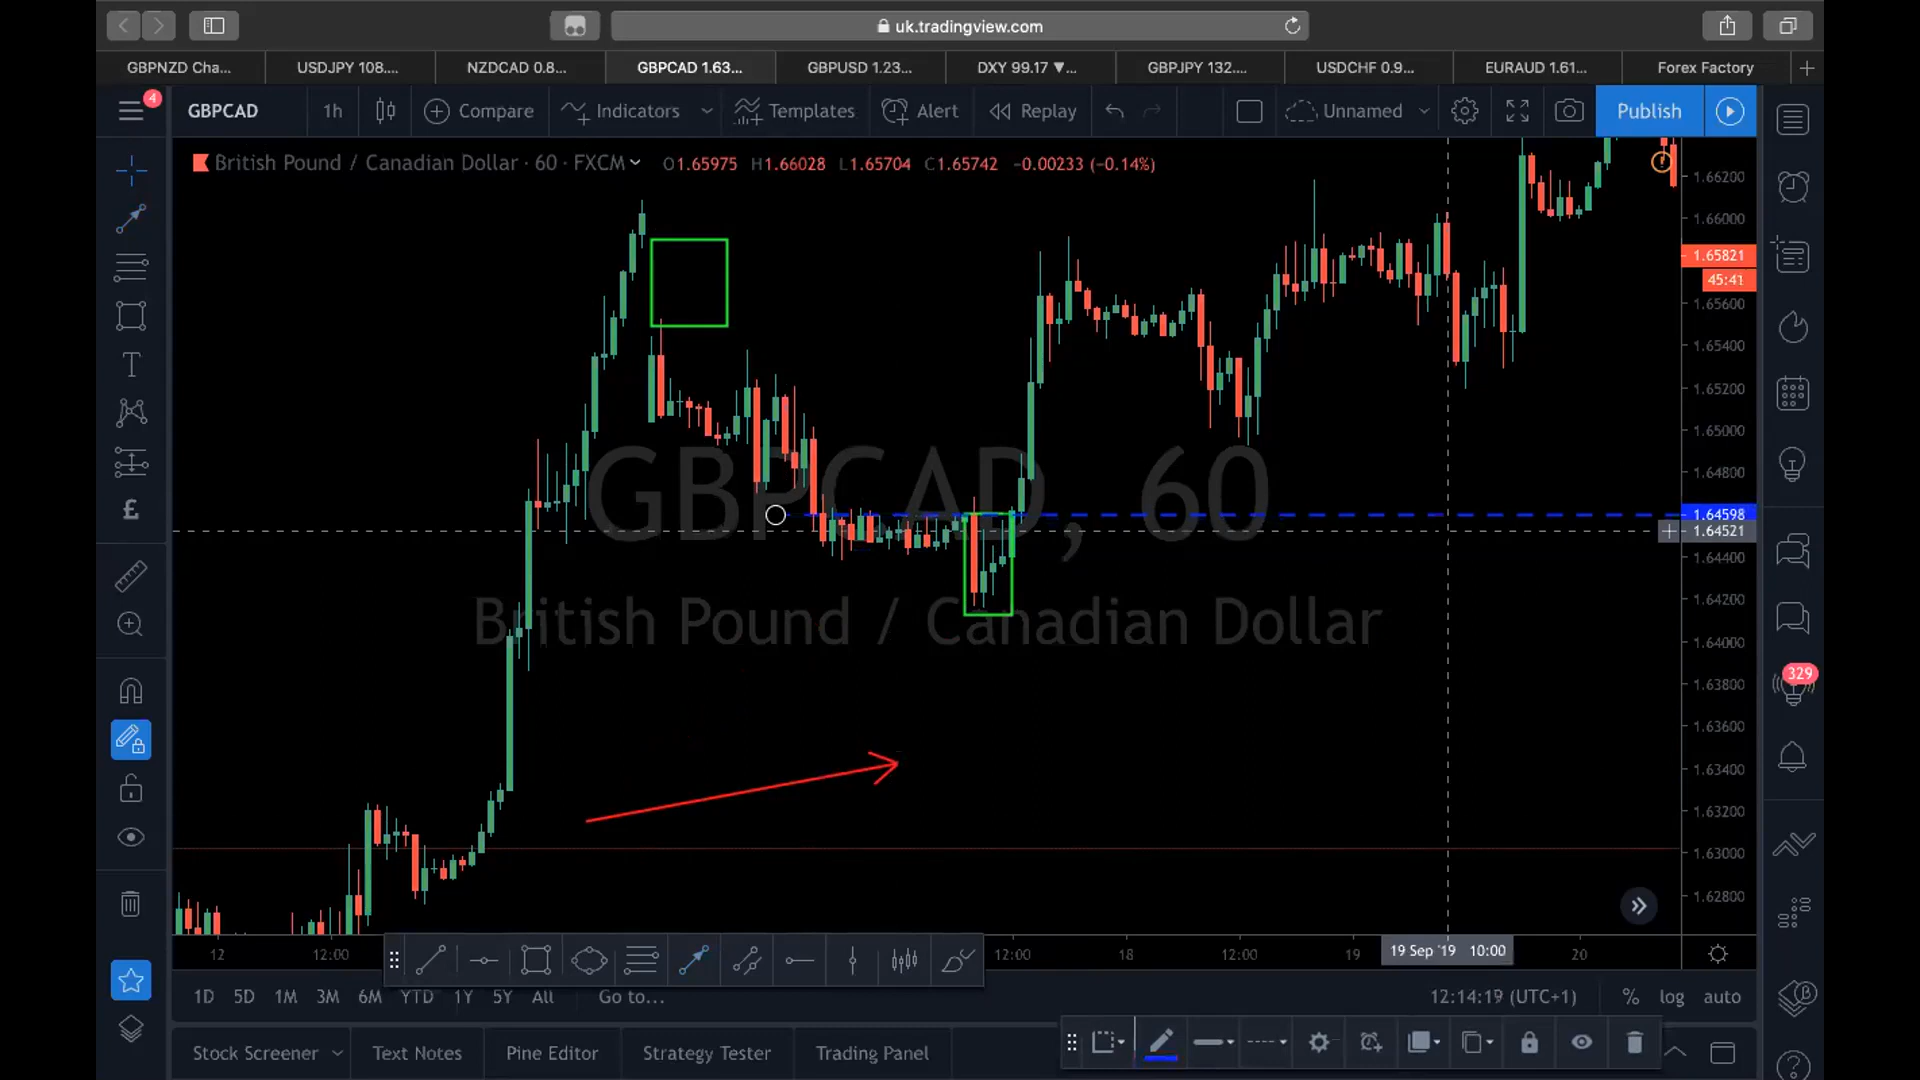 uk.tradingview.com
GBPNZD Cha... USDJPY 108.... NZDCAD 0.8... GBPCAD 1.63... GBPUSD 1.23... DXY 99.17 ▼... GBPJPY 132.... USDCHF 0.9... EURAUD 1.61... Forex Factory
4 GBPCAD 1h Compare Indicators Templates Alert Replay Unnamed Publish
British Pound / Canadian Dollar · 60 · FXCM O1.65975 H1.66028 L1.65704 C1.65742 −0.00233 (−0.14%)
1.66200
1.66000
1.65821
45:41
1.65600
1.65400
1.65200
1.65000
1.64800
1.64598
1.64521
1.64400
1.64200
1.64000
1.63800
1.63600
1.63400
1.63200
1.63000
1.62800
GBPCAD, 60
British Pound / Canadian Dollar
T
£
329
12 12:00 12:00 18 12:00 19 19 Sep '19 10:00 20
1D 5D 1M 3M 6M YTD 1Y 5Y All Go to... 12:14:19 (UTC+1) % log auto
Stock Screener Text Notes Pine Editor Strategy Tester Trading Panel